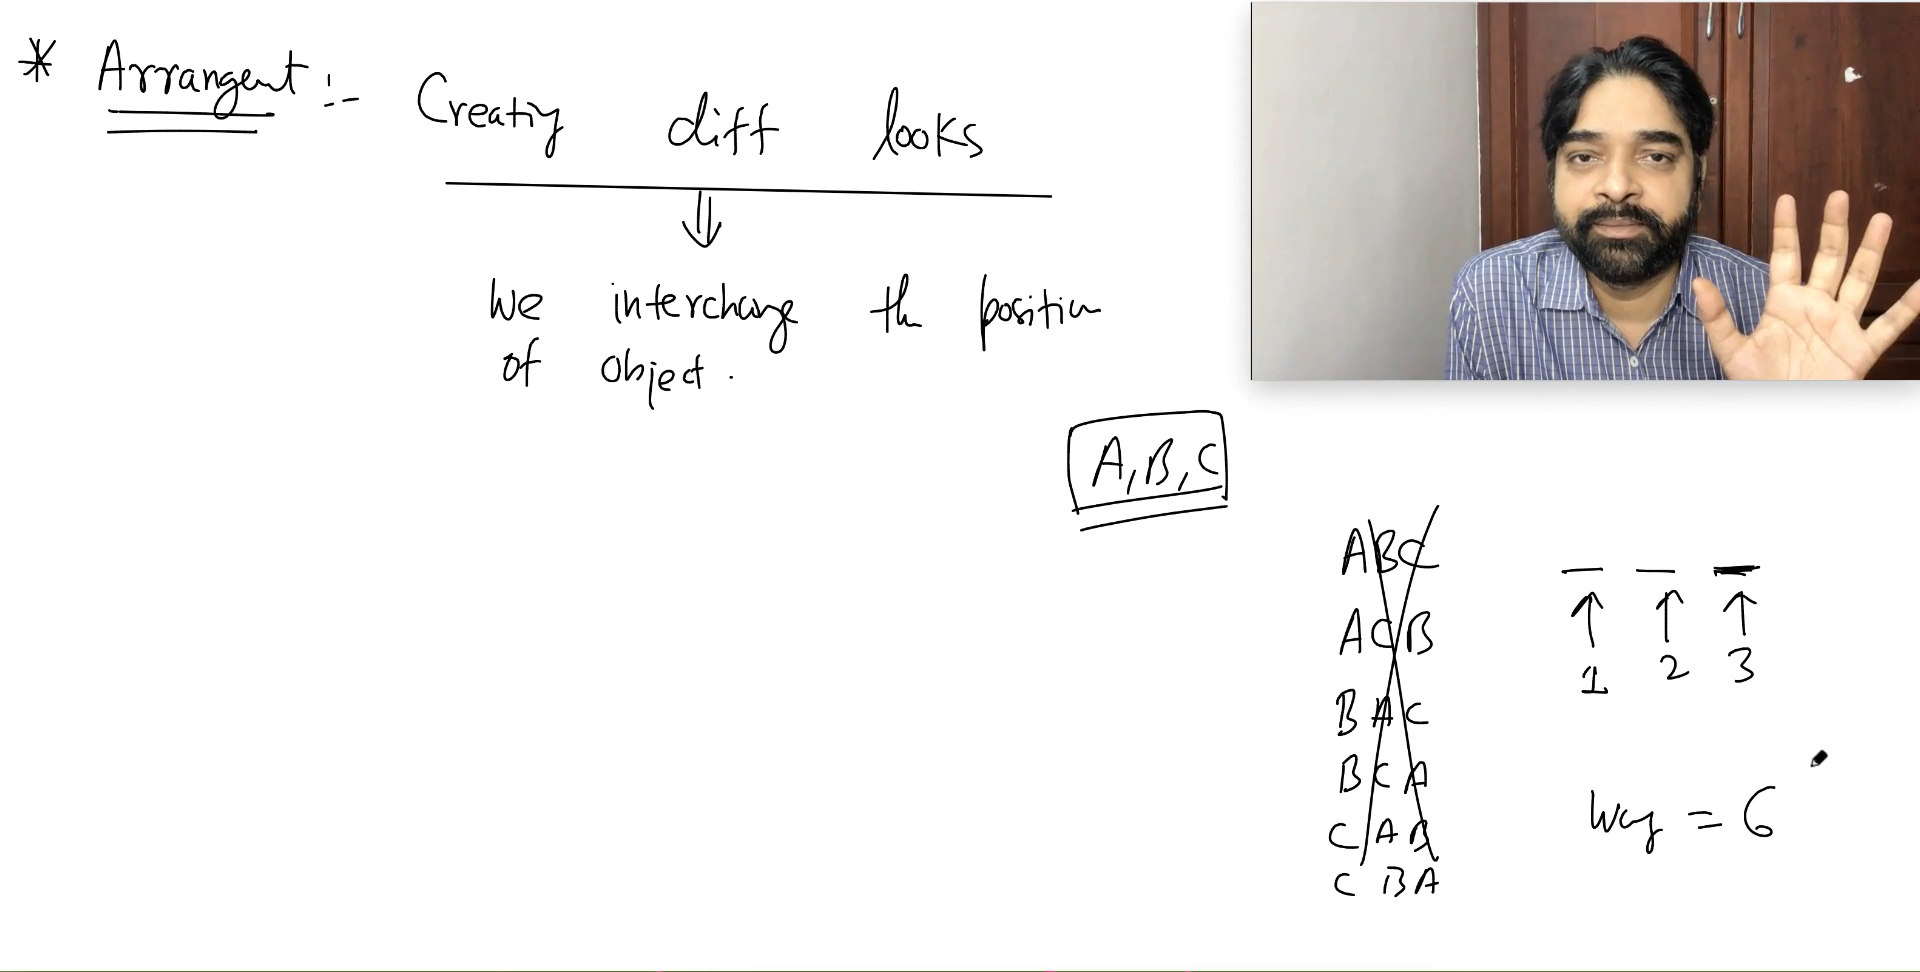 * Arrangent :- Creatiy diff looks
We interchange the position
of object.
A, B, C
ABC
ACB
BAC
BCA
CAB
CBA
1 2 3
Way = 6